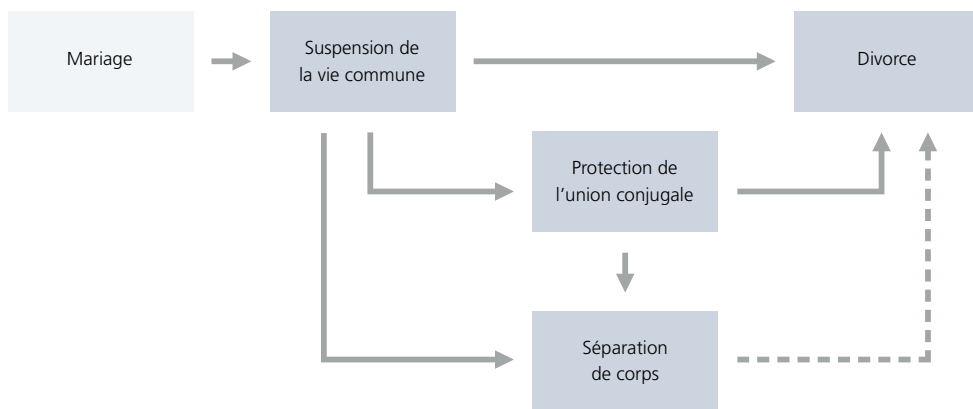 Mariage
Suspension de
la vie commune
Divorce
Protection de
l’union conjugale
Séparation
de corps